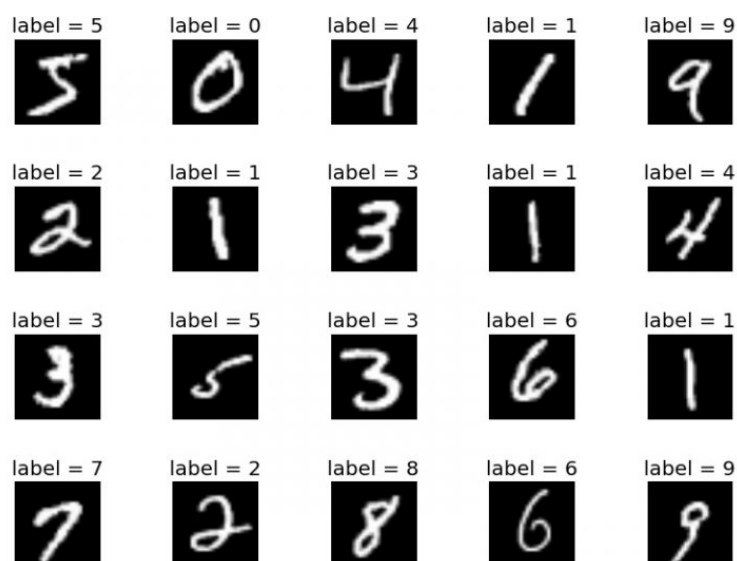 label = 5 label = 0 label = 4 label = 1 label = 9
5 0 4 1 9
label = 2 label = 1 label = 3 label = 1 label = 4
2 1 3 1 4
label = 3 label = 5 label = 3 label = 6 label = 1
3 5 3 6 1
label = 7 label = 2 label = 8 label = 6 label = 9
7 2 8 6 9